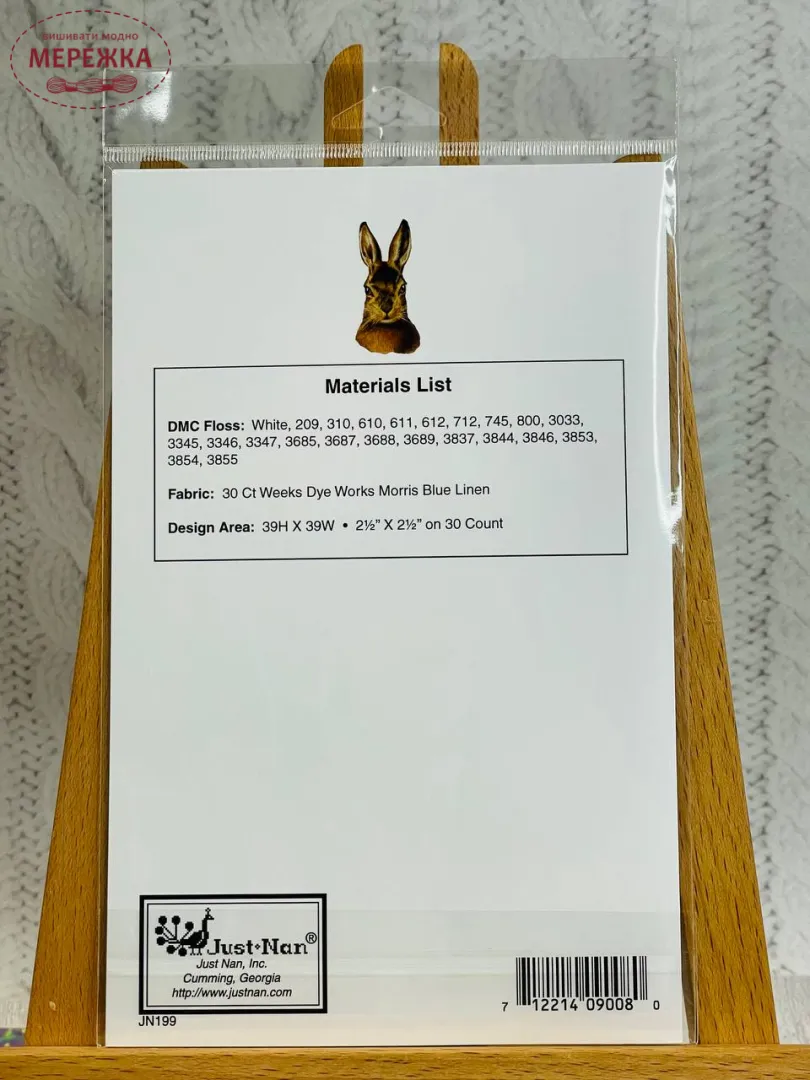 вишивати модно
МЕРЕЖКА
Materials List
DMC Floss: White, 209, 310, 610, 611, 612, 712, 745, 800, 3033,
3345, 3346, 3347, 3685, 3687, 3688, 3689, 3837, 3844, 3846, 3853,
3854, 3855
Fabric: 30 Ct Weeks Dye Works Morris Blue Linen
Design Area: 39H X 39W • 2½” X 2½” on 30 Count
Just•Nan®
Just Nan, Inc.
Cumming, Georgia
http://www.justnan.com
JN199
7 12214 09008 0